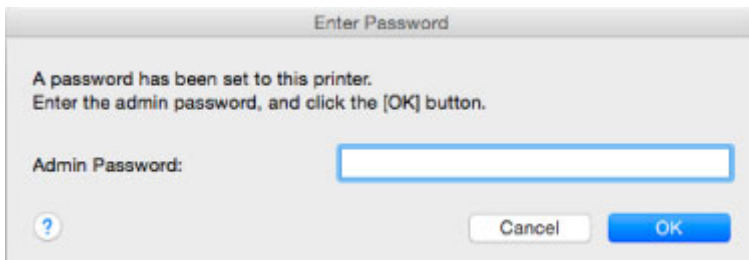 Enter Password
A password has been set to this printer.
Enter the admin password, and click the [OK] button.
Admin Password:
?
Cancel
OK